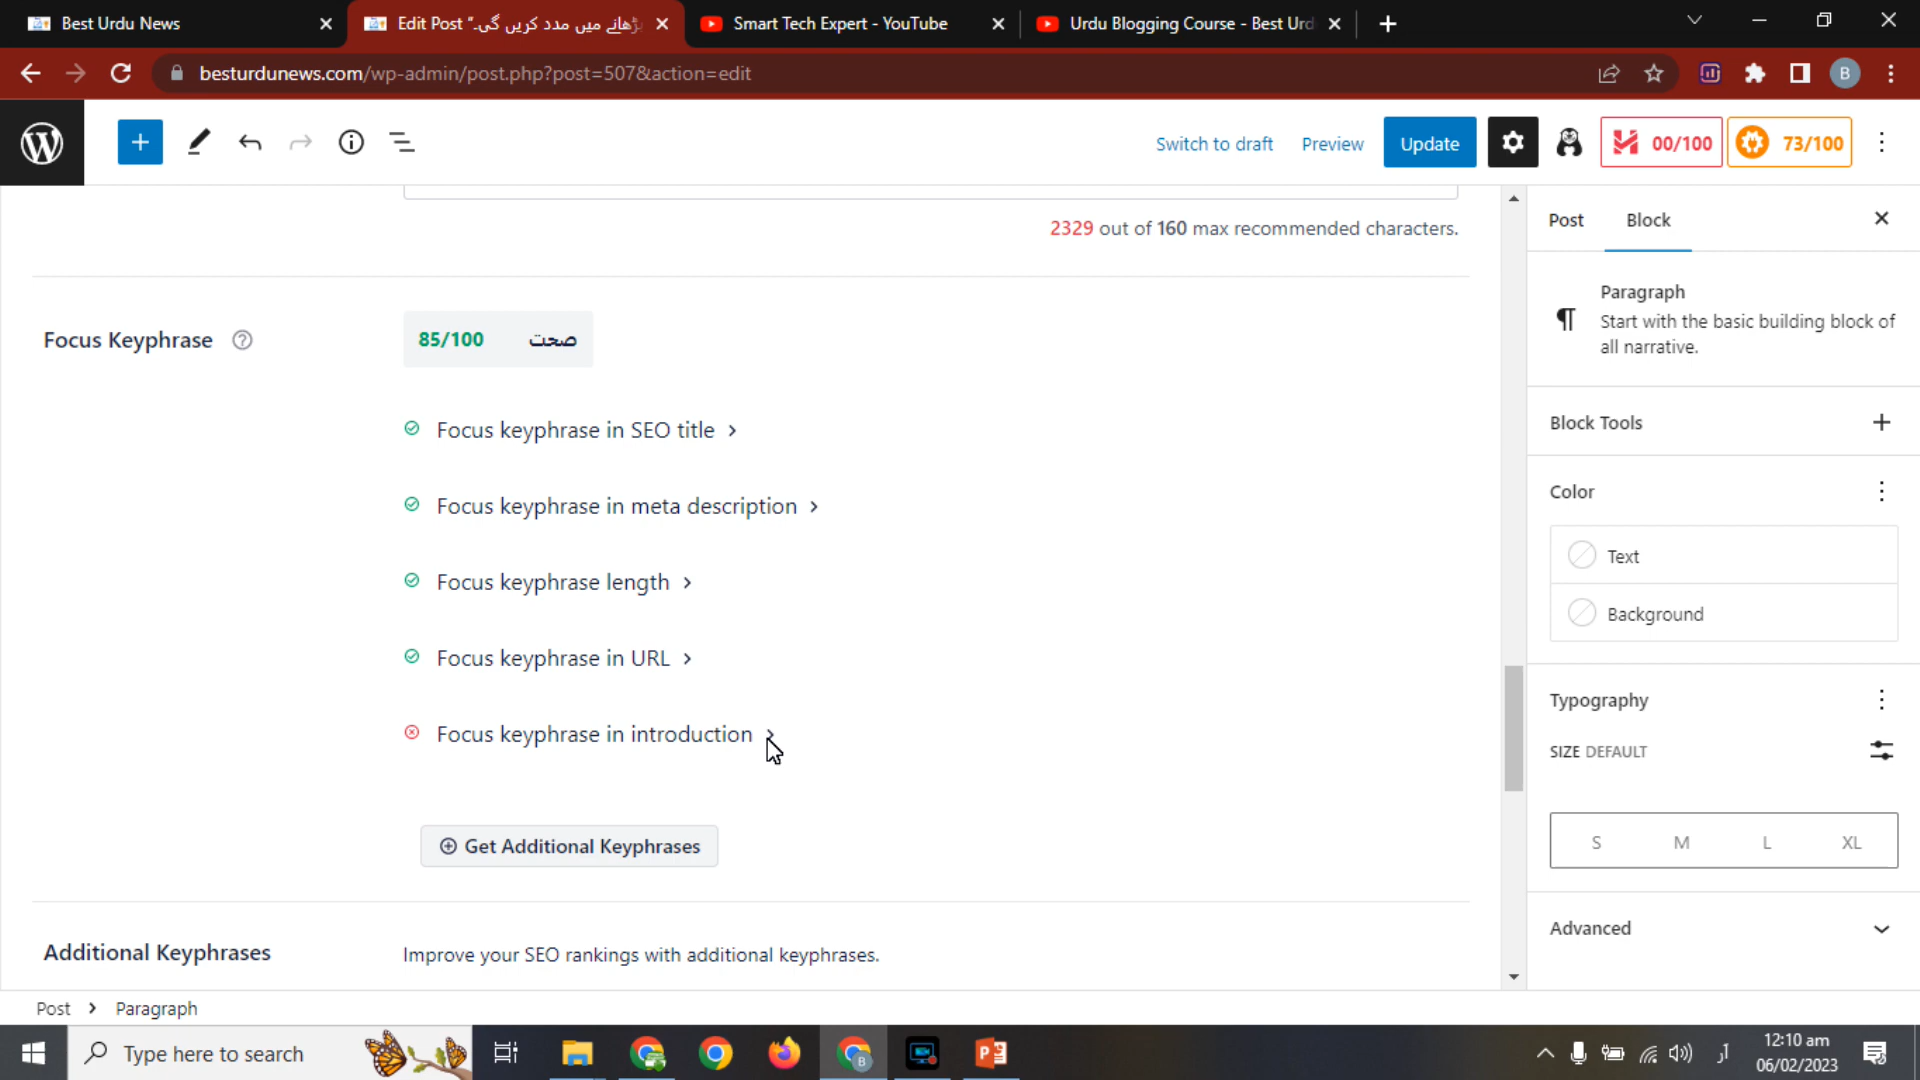 Best Urdu News
Edit Post “بڑھانے میں مدد کریں گی۔
Smart Tech Expert - YouTube
Urdu Blogging Course - Best Urd
besturdunews.com/wp-admin/post.php?post=507&action=edit
B
Switch to draft
Preview
Update
00/100
73/100
2329 out of 160 max recommended characters.
Focus Keyphrase
85/100
صحت
Focus keyphrase in SEO title
Focus keyphrase in meta description
Focus keyphrase length
Focus keyphrase in URL
Focus keyphrase in introduction
Get Additional Keyphrases
Additional Keyphrases
Improve your SEO rankings with additional keyphrases.
Post
Block
Paragraph
Start with the basic building block of
all narrative.
Block Tools
Color
Text
Background
Typography
SIZE DEFAULT
S
M
L
XL
Advanced
Post
Paragraph
Type here to search
12:10 am
06/02/2023